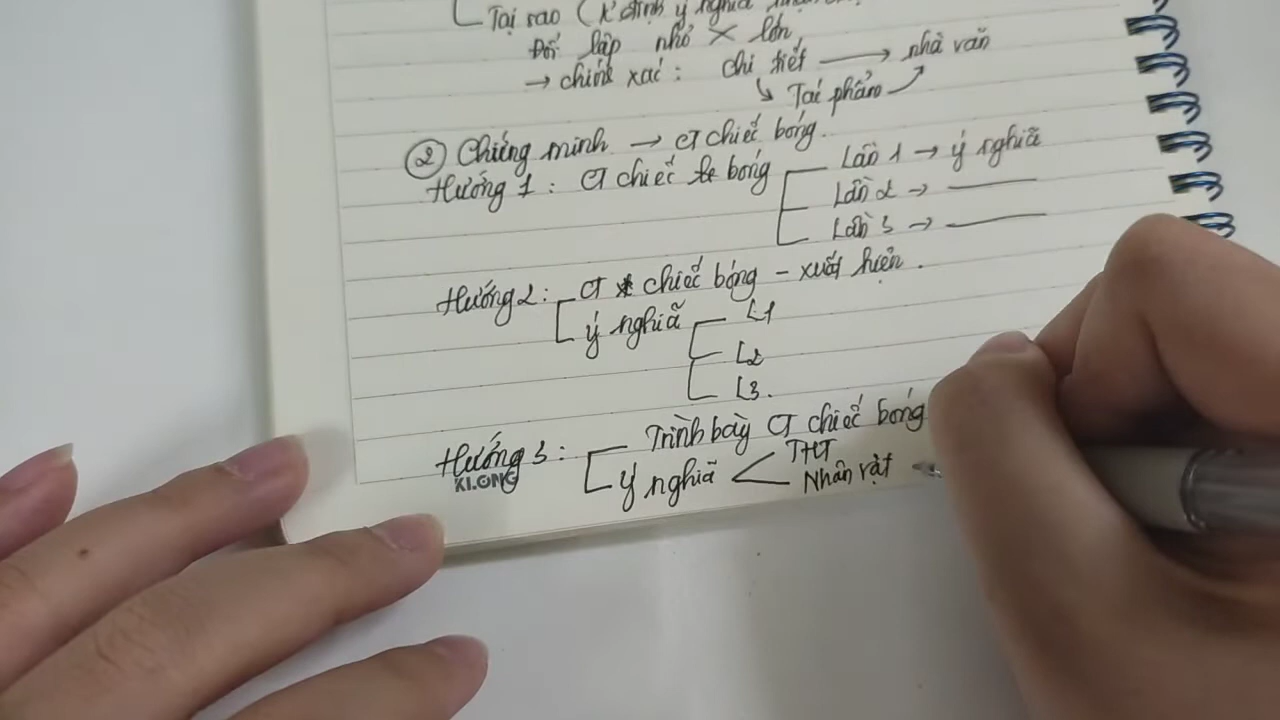 Tại sao ( ý nghĩa
Đối lập nhỏ × lớn
→ chính xác : chi tiết → nhà văn
↳ Tác phẩm
② Chứng minh → CT chiếc bóng.
Hướng 1 : CT chiếc bóng
Lần 1 → ý nghĩa
Lần 2 →
Lần 3 →
Hướng 2 : CT chiếc bóng - xuất hiện .
ý nghĩa
L1
L2
L3.
Hướng 3 : Trình bày CT chiếc bóng
ý nghĩa < THT
Nhân vật
KLONG